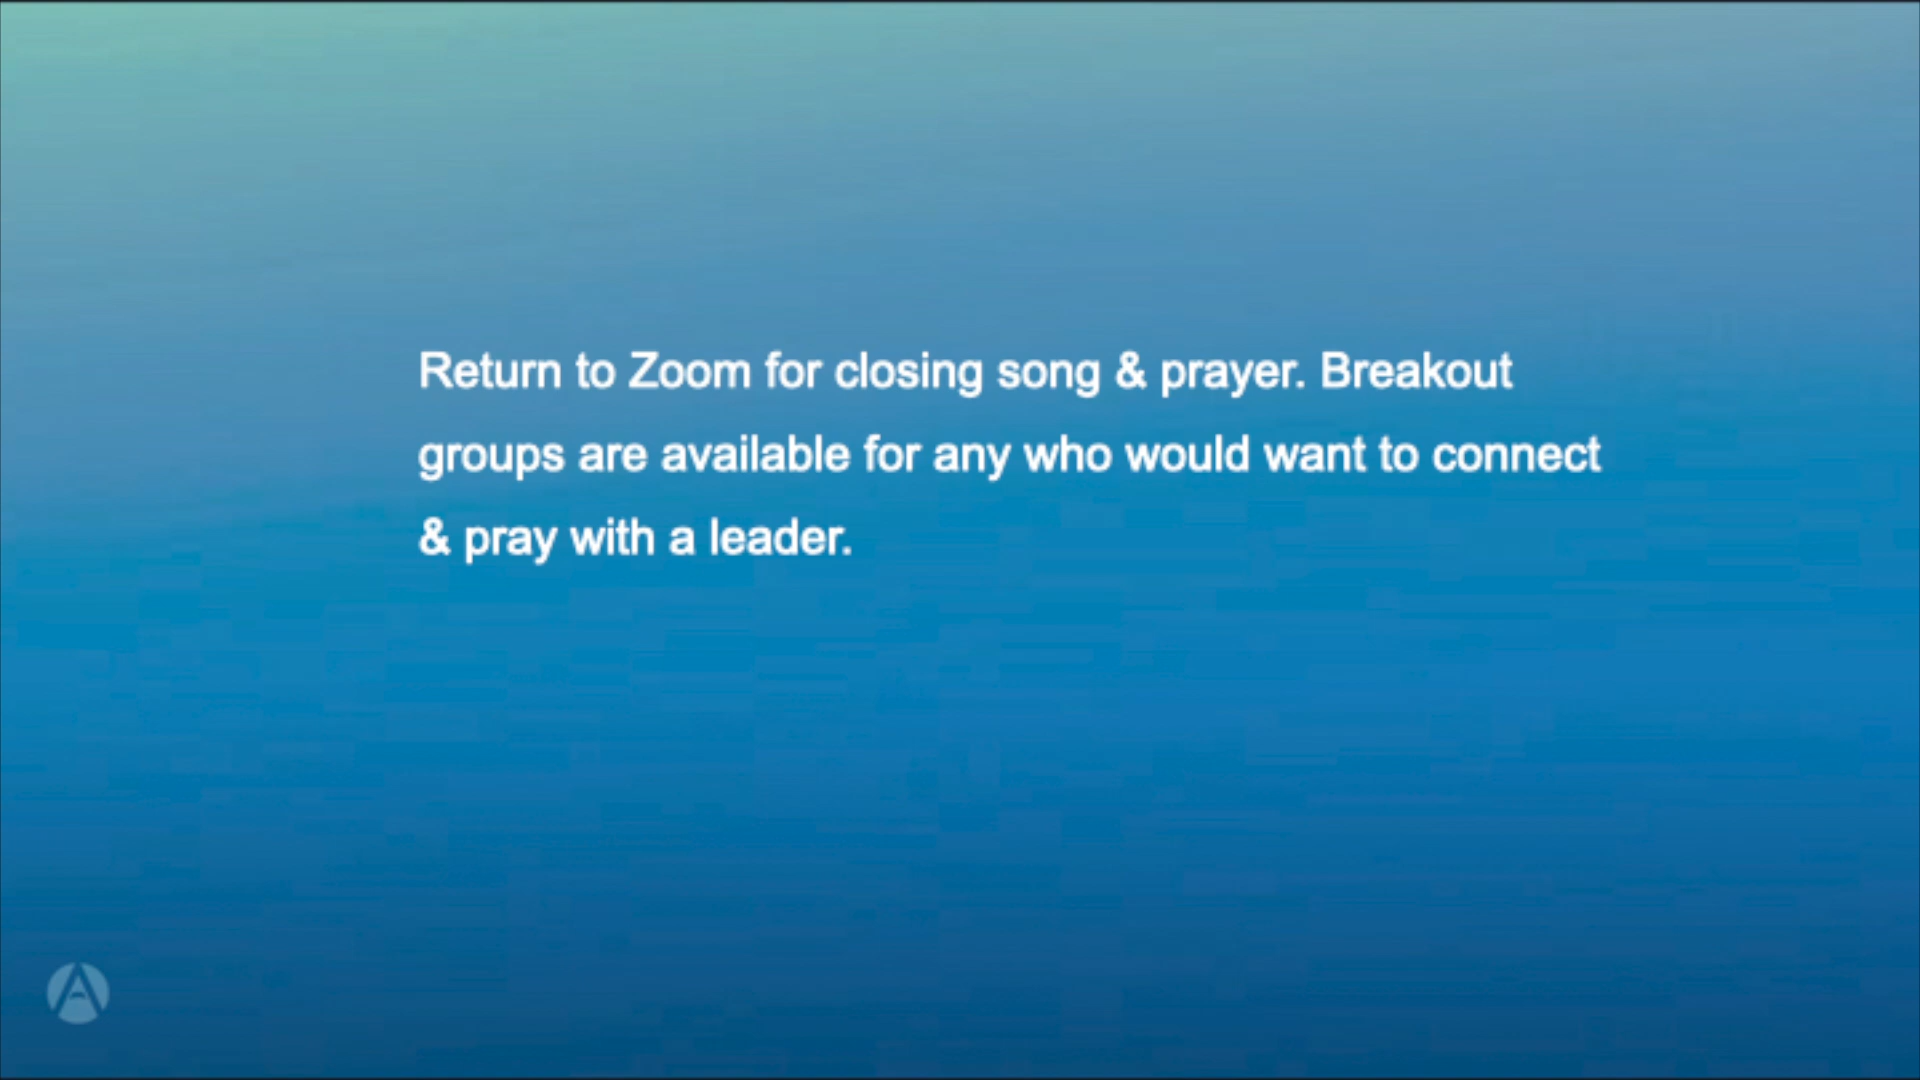 Return to Zoom for closing song & prayer. Breakout
groups are available for any who would want to connect
& pray with a leader.